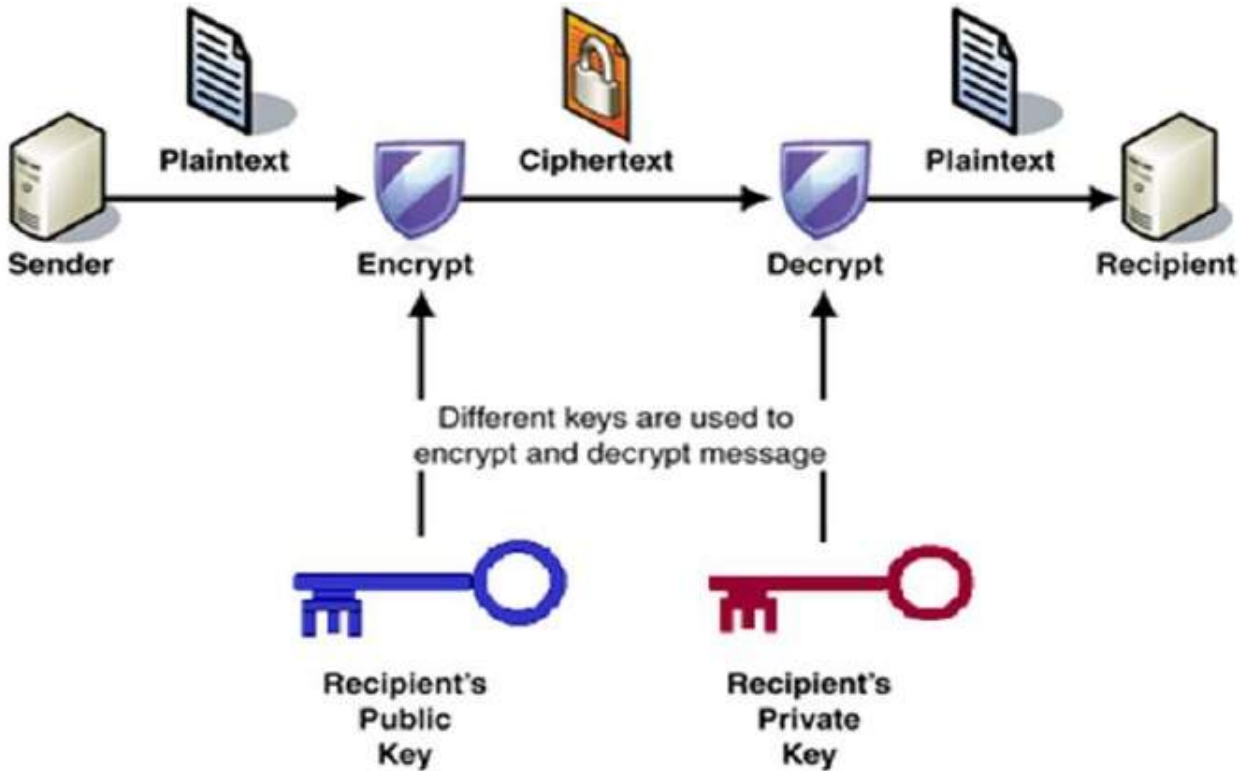 Plaintext
Ciphertext
Plaintext
Sender
Encrypt
Decrypt
Recipient
Different keys are used to
encrypt and decrypt message
Recipient's
Public
Key
Recipient's
Private
Key